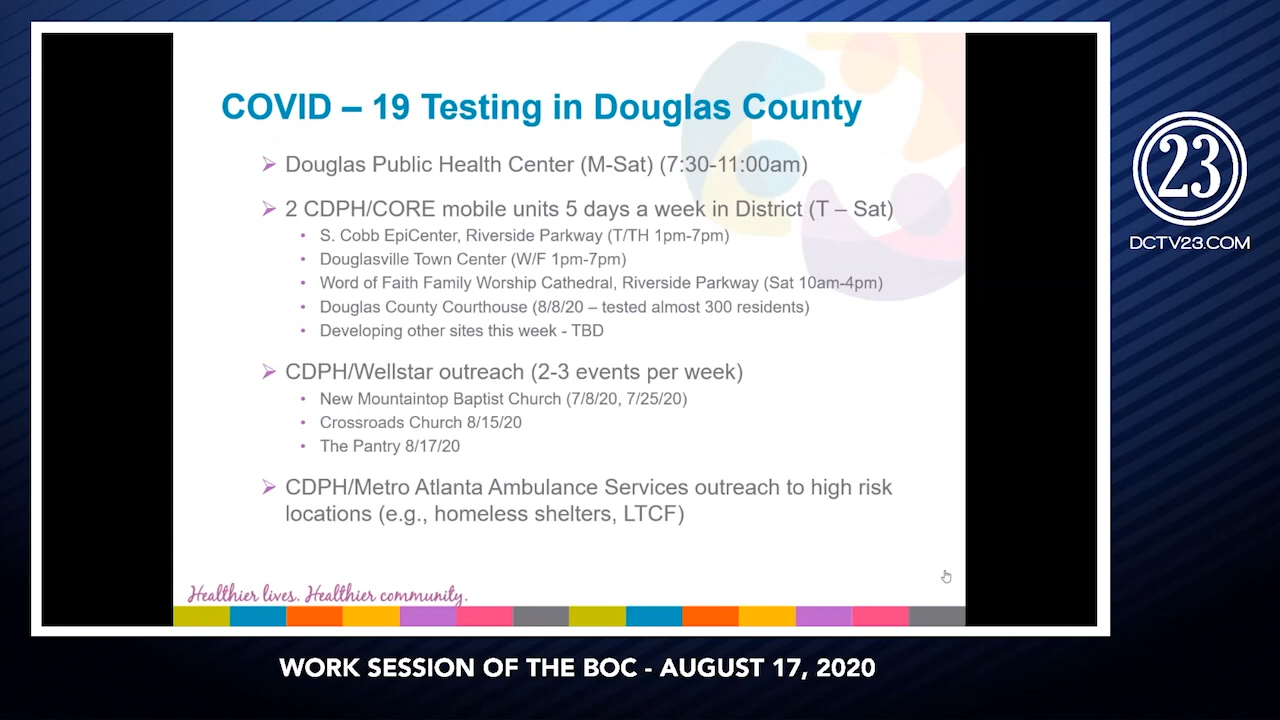 COVID – 19 Testing in Douglas County
Douglas Public Health Center (M-Sat) (7:30-11:00am)
2 CDPH/CORE mobile units 5 days a week in District (T – Sat)
S. Cobb EpiCenter, Riverside Parkway (T/TH 1pm-7pm)
Douglasville Town Center (W/F 1pm-7pm)
Word of Faith Family Worship Cathedral, Riverside Parkway (Sat 10am-4pm)
Douglas County Courthouse (8/8/20 – tested almost 300 residents)
Developing other sites this week - TBD
CDPH/Wellstar outreach (2-3 events per week)
New Mountaintop Baptist Church (7/8/20, 7/25/20)
Crossroads Church 8/15/20
The Pantry 8/17/20
CDPH/Metro Atlanta Ambulance Services outreach to high risk
locations (e.g., homeless shelters, LTCF)
Healthier lives. Healthier community.
23
DCTV23.COM
WORK SESSION OF THE BOC - AUGUST 17, 2020